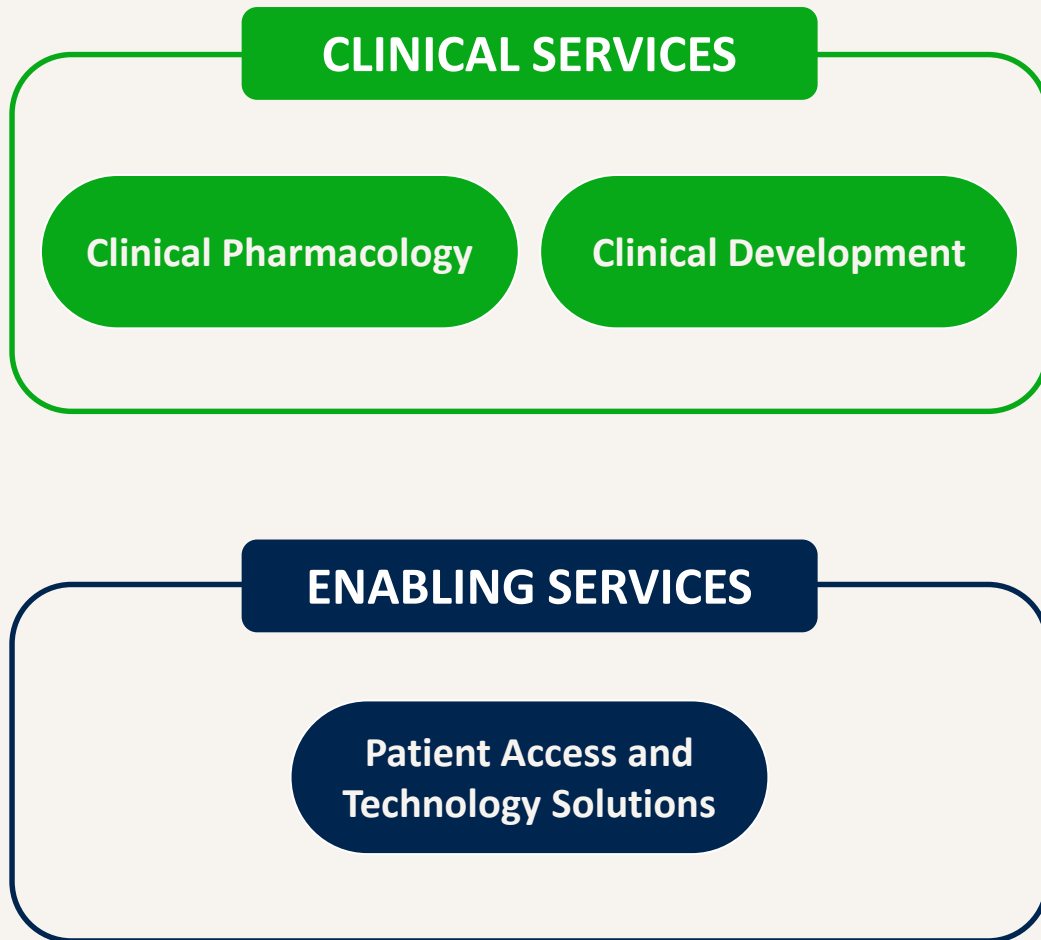 CLINICAL SERVICES
Clinical Pharmacology
Clinical Development
ENABLING SERVICES
Patient Access and
Technology Solutions